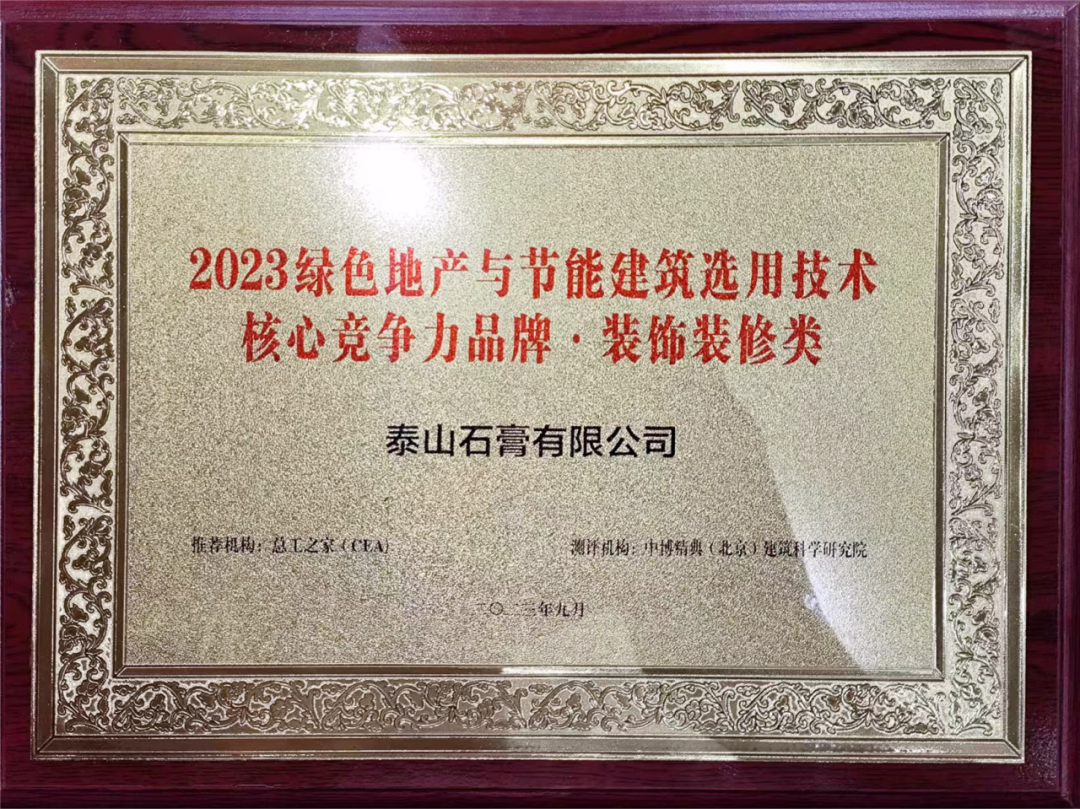 2023绿色地产与节能建筑选用技术
核心竞争力品牌·装饰装修类
泰山石膏有限公司
推荐机构：总工之家（CEA）
测评机构：中博精典（北京）建筑科学研究院
二〇二三年九月